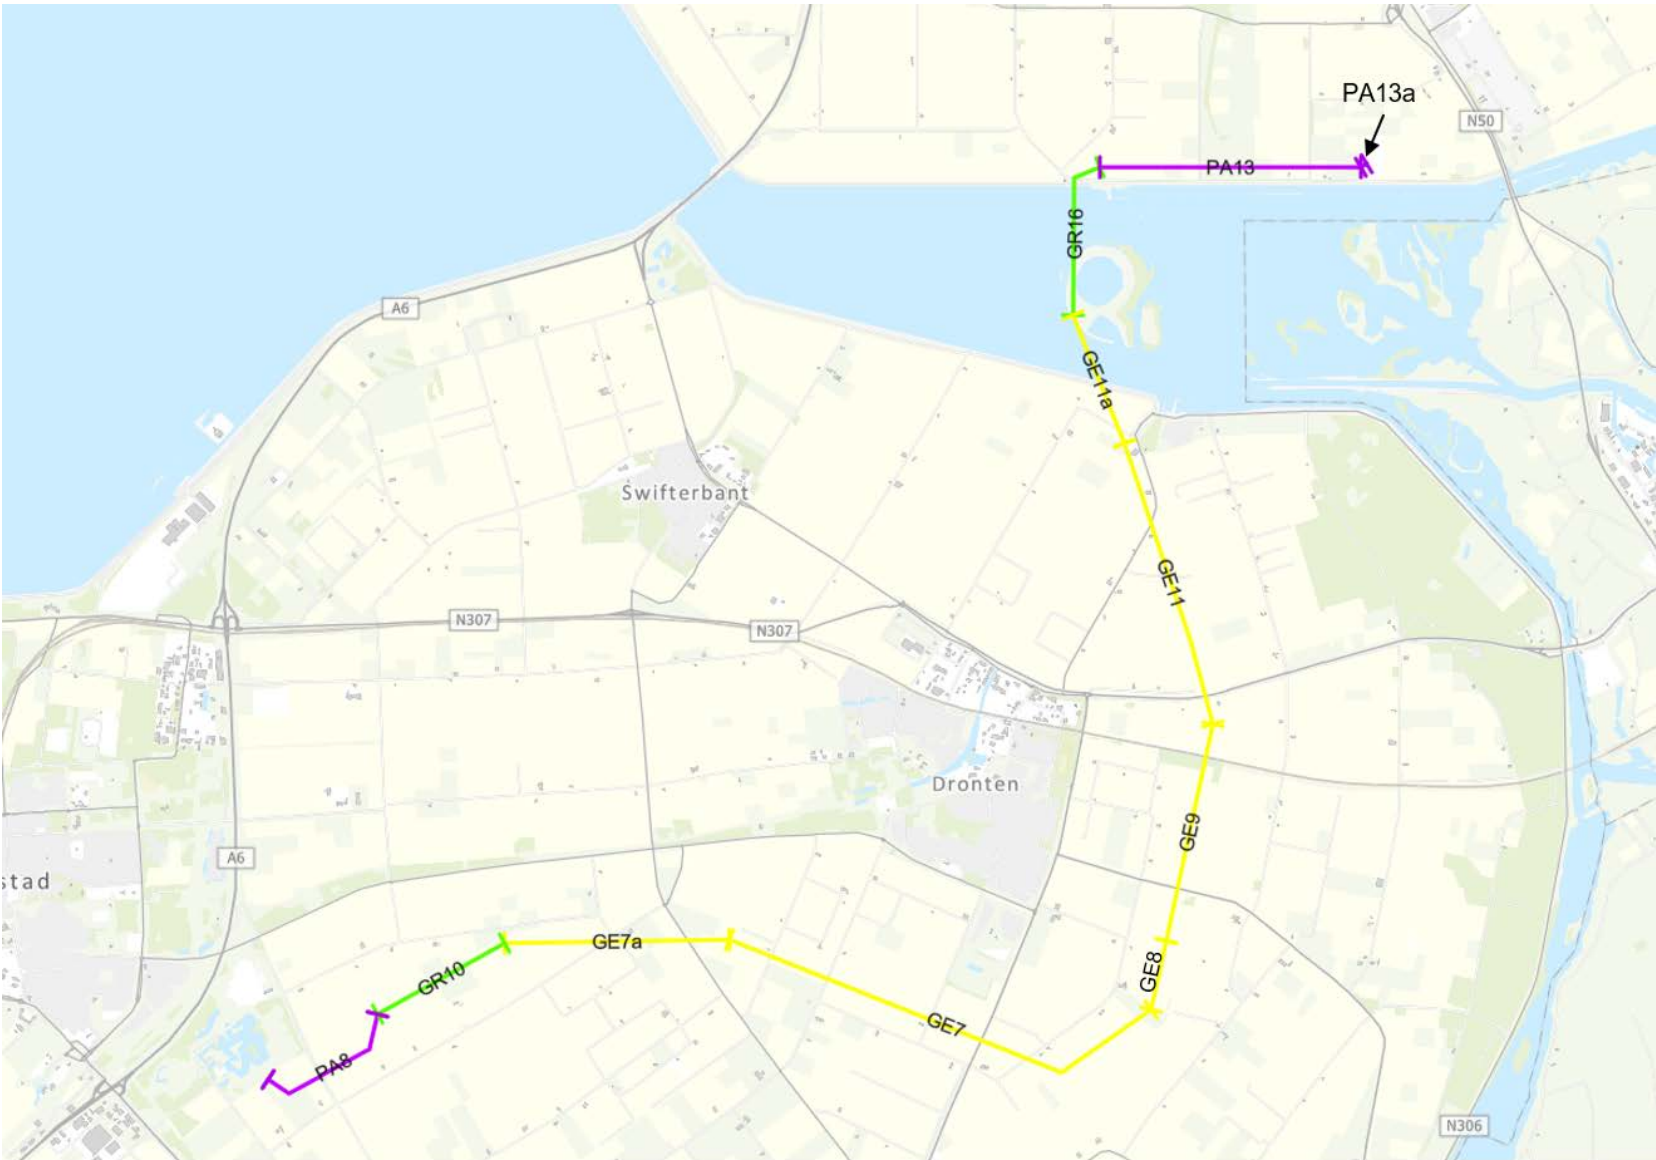 PA13a
N50
PA13
GR16
A6
GE11a
Swifterbant
GE11
N307
N307
Dronten
GE9
A6
stad
GE7a
GE8
GR10
GE7
PA8
N306